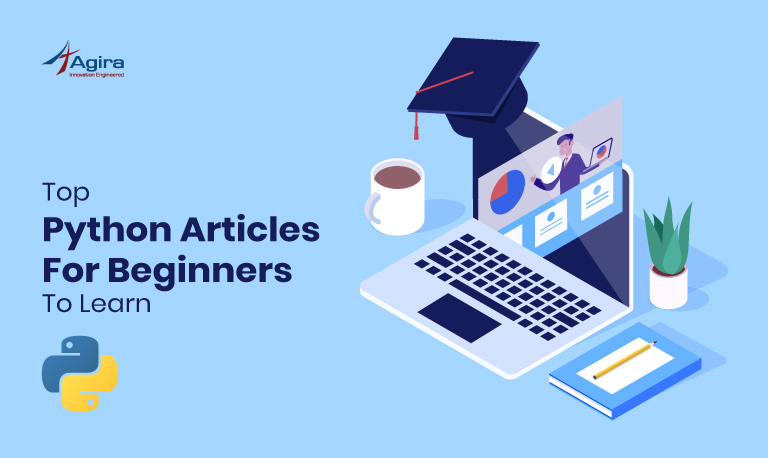 Agira
Innovation Engineered
Top
Python Articles
For Beginners
To Learn